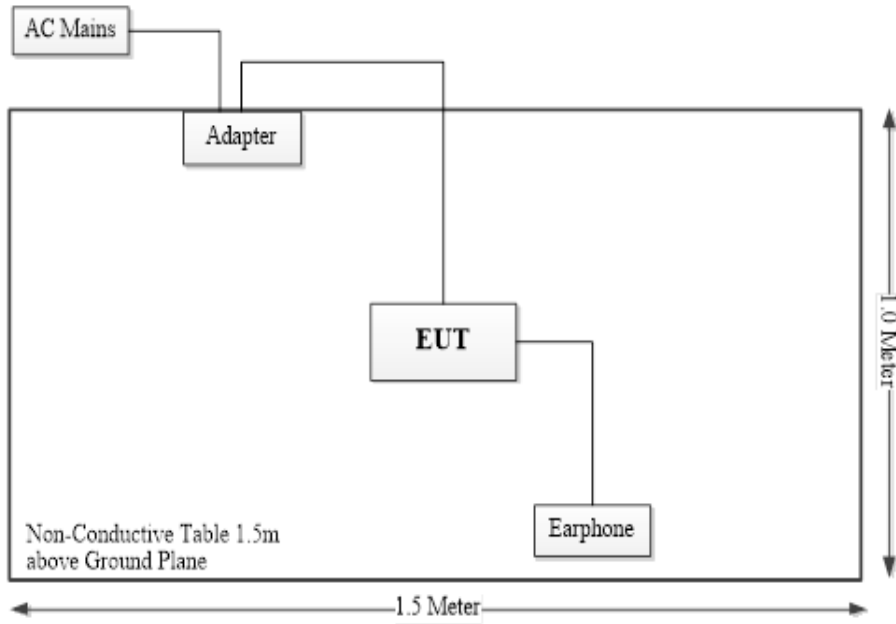 AC Mains
Adapter
EUT
1.0 Meter
Earphone
Non-Conductive Table 1.5m
above Ground Plane
1.5 Meter